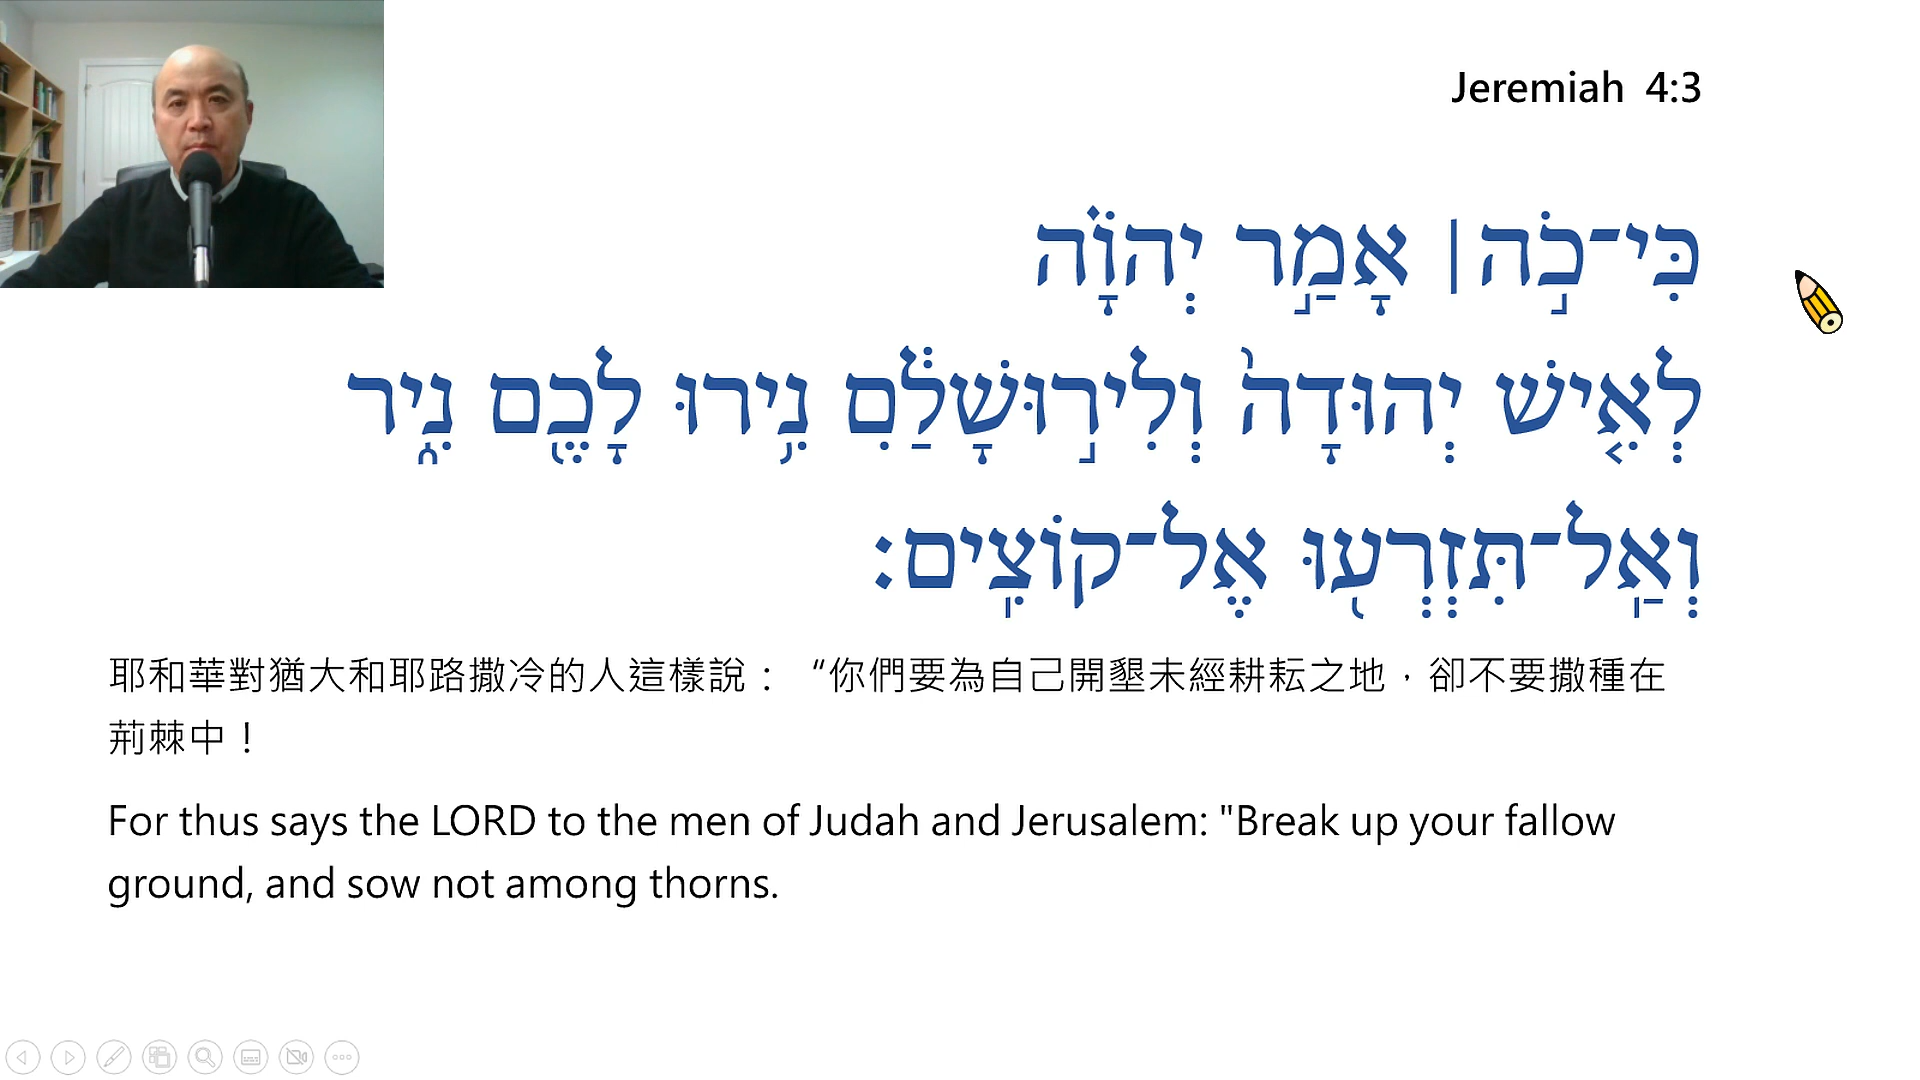 Jeremiah 4:3
כִּי־כֹ֣ה׀ אָמַ֣ר יְהוָֹ֗ה
לְאִ֤ישׁ יְהוּדָה֙ וְלִיר֣וּשָׁלִַ֔ם נִ֥ירוּ לָכֶ֖ם נִ֑יר
וְאַֽל־תִּזְרְע֖וּ אֶל־קוֹצִֽים׃
耶和華對猶大和耶路撒冷的人這樣說：“你們要為自己開墾未經耕耘之地，卻不要撒種在
荊棘中！
For thus says the LORD to the men of Judah and Jerusalem: "Break up your fallow
ground, and sow not among thorns.